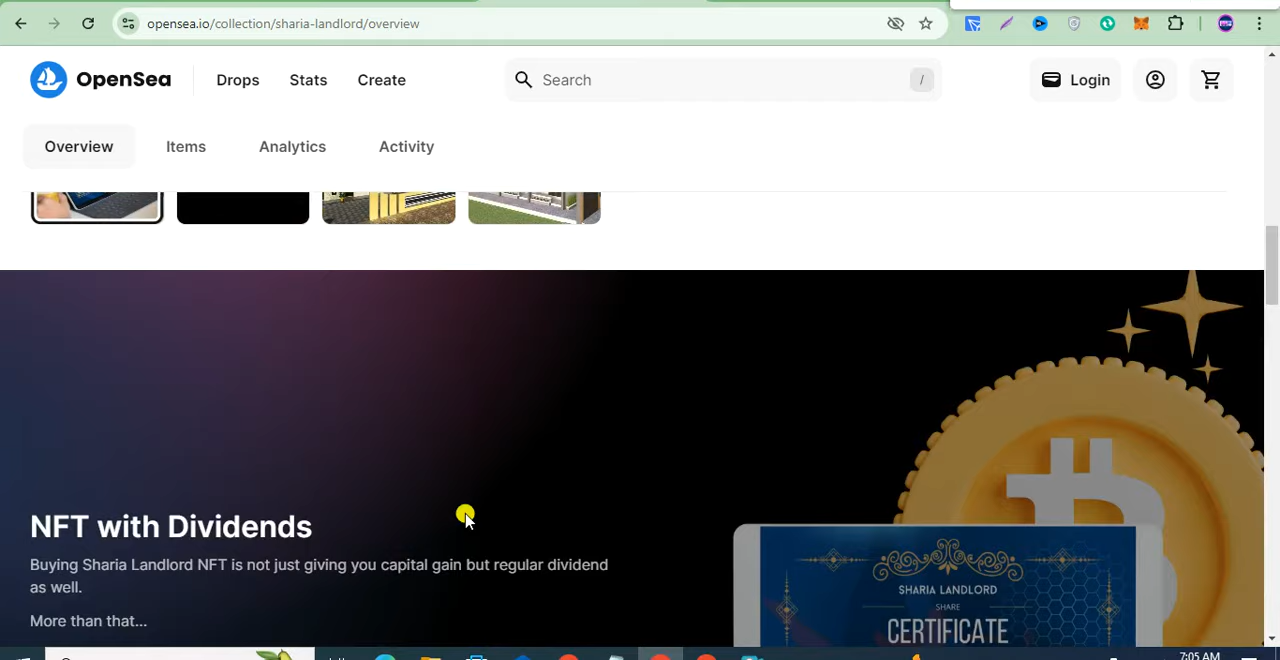 opensea.io/collection/sharia-landlord/overview
OpenSea
Drops
Stats
Create
Search
/
Login
Overview
Items
Analytics
Activity
NFT with Dividends
Buying Sharia Landlord NFT is not just giving you capital gain but regular dividend
as well.
More than that...
SHARIA LANDLORD
SHARE
CERTIFICATE
7:05 AM